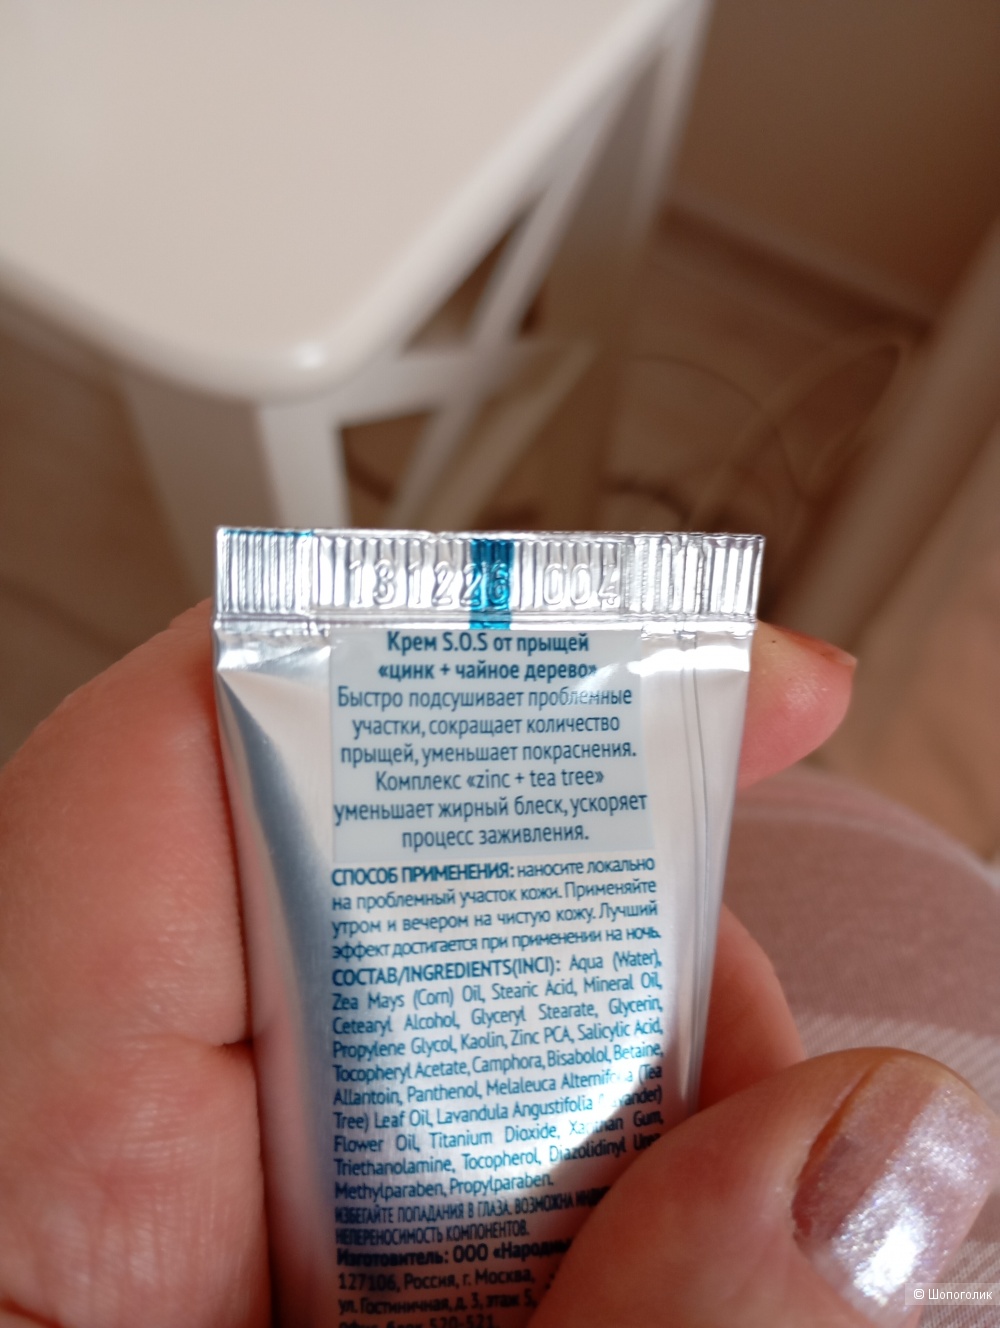 131226 004
Крем S.O.S от прыщей
«цинк + чайное дерево»
Быстро подсушивает проблемные
участки, сокращает количество
прыщей, уменьшает покраснения.
Комплекс «zinc + tea tree»
уменьшает жирный блеск, ускоряет
процесс заживления.
СПОСОБ ПРИМЕНЕНИЯ: наносите локально
на проблемный участок кожи. Применяйте
утром и вечером на чистую кожу. Лучший
эффект достигается при применении на ночь.
СОСТАВ/INGREDIENTS(INCI): Aqua (Water),
Zea Mays (Corn) Oil, Stearic Acid, Mineral Oil,
Cetearyl Alcohol, Glyceryl Stearate, Glycerin,
Propylene Glycol, Kaolin, Zinc PCA, Salicylic Acid,
Tocopheryl Acetate, Camphora, Bisabolol, Betaine,
Allantoin, Panthenol, Melaleuca Alternifolia (Tea
Tree) Leaf Oil, Lavandula Angustifolia (Lavander)
Flower Oil, Titanium Dioxide, Xanthan Gum,
Triethanolamine, Tocopherol, Diazolidinyl Urea,
Methylparaben, Propylparaben.
ИЗБЕГАЙТЕ ПОПАДАНИЯ В ГЛАЗА. ВОЗМОЖНА
НЕПЕРЕНОСИМОСТЬ КОМПОНЕНТОВ.
Изготовитель: ООО «Народны
127106, Россия, г. Москва,
ул. Гостиничная, д. 3, этаж 5,
520-521
© Шопоголик